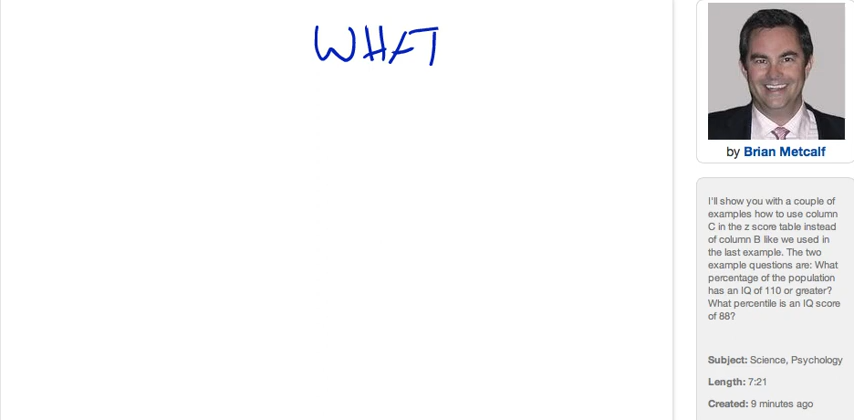 WHAT
by Brian Metcalf
I'll show you with a couple of
examples how to use column
C in the z score table instead
of column B like we used in
the last example. The two
example questions are: What
percentage of the population
has an IQ of 110 or greater?
What percentile is an IQ score
of 88?
Subject: Science, Psychology
Length: 7:21
Created: 9 minutes ago